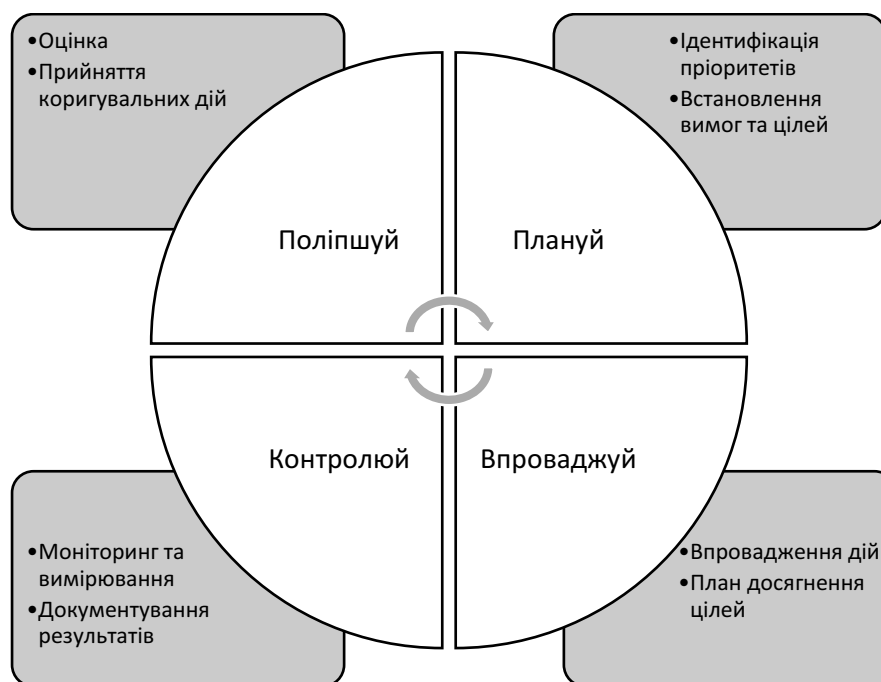 •Оцінка
•Прийняття
коригувальних дій
•Ідентифікація
пріоритетів
•Встановлення
вимог та цілей
Поліпшуй
Плануй
Контролюй
Впроваджуй
•Моніторинг та
вимірювання
•Документування
результатів
•Впровадження дій
•План досягнення
цілей